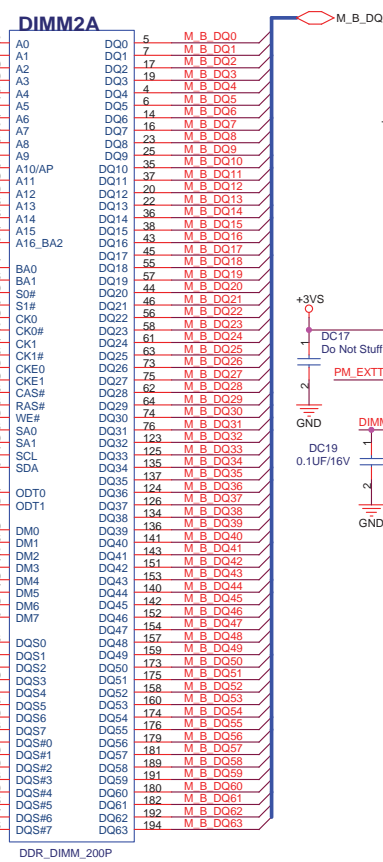 DIMM2A
M_B_DQ
A0 DQ0 5 M_B_DQ0
A1 DQ1 7 M_B_DQ1
A2 DQ2 17 M_B_DQ2
A3 DQ3 19 M_B_DQ3
A4 DQ4 4 M_B_DQ4
A5 DQ5 6 M_B_DQ5
A6 DQ6 14 M_B_DQ6
A7 DQ7 16 M_B_DQ7
A8 DQ8 23 M_B_DQ8
A9 DQ9 25 M_B_DQ9
A10/AP DQ10 35 M_B_DQ10
A11 DQ11 37 M_B_DQ11
A12 DQ12 20 M_B_DQ12
A13 DQ13 22 M_B_DQ13
A14 DQ14 36 M_B_DQ14
A15 DQ15 38 M_B_DQ15
A16_BA2 DQ16 43 M_B_DQ16
DQ17 45 M_B_DQ17
BA0 DQ18 55 M_B_DQ18
BA1 DQ19 57 M_B_DQ19
S0# DQ20 44 M_B_DQ20
S1# DQ21 46 M_B_DQ21
CK0 DQ22 56 M_B_DQ22
CK0# DQ23 58 M_B_DQ23
CK1 DQ24 61 M_B_DQ24
CK1# DQ25 63 M_B_DQ25
CKE0 DQ26 73 M_B_DQ26
CKE1 DQ27 75 M_B_DQ27
CAS# DQ28 62 M_B_DQ28
RAS# DQ29 64 M_B_DQ29
WE# DQ30 74 M_B_DQ30
SA0 DQ31 76 M_B_DQ31
SA1 DQ32 123 M_B_DQ32
SCL DQ33 125 M_B_DQ33
SDA DQ34 135 M_B_DQ34
DQ35 137 M_B_DQ35
ODT0 DQ36 124 M_B_DQ36
ODT1 DQ37 126 M_B_DQ37
DQ38 134 M_B_DQ38
DM0 DQ39 136 M_B_DQ39
DM1 DQ40 141 M_B_DQ40
DM2 DQ41 143 M_B_DQ41
DM3 DQ42 151 M_B_DQ42
DM4 DQ43 153 M_B_DQ43
DM5 DQ44 140 M_B_DQ44
DM6 DQ45 142 M_B_DQ45
DM7 DQ46 152 M_B_DQ46
DQ47 154 M_B_DQ47
DQS0 DQ48 157 M_B_DQ48
DQS1 DQ49 159 M_B_DQ49
DQS2 DQ50 173 M_B_DQ50
DQS3 DQ51 175 M_B_DQ51
DQS4 DQ52 158 M_B_DQ52
DQS5 DQ53 160 M_B_DQ53
DQS6 DQ54 174 M_B_DQ54
DQS7 DQ55 176 M_B_DQ55
DQS#0 DQ56 179 M_B_DQ56
DQS#1 DQ57 181 M_B_DQ57
DQS#2 DQ58 189 M_B_DQ58
DQS#3 DQ59 191 M_B_DQ59
DQS#4 DQ60 180 M_B_DQ60
DQS#5 DQ61 182 M_B_DQ61
DQS#6 DQ62 192 M_B_DQ62
DQS#7 DQ63 194 M_B_DQ63
DDR_DIMM_200P
+3VS
1
DC17
Do Not Stuff
PM_EXTT
2
GND
DIMM
1
DC19
0.1UF/16V
2
GND